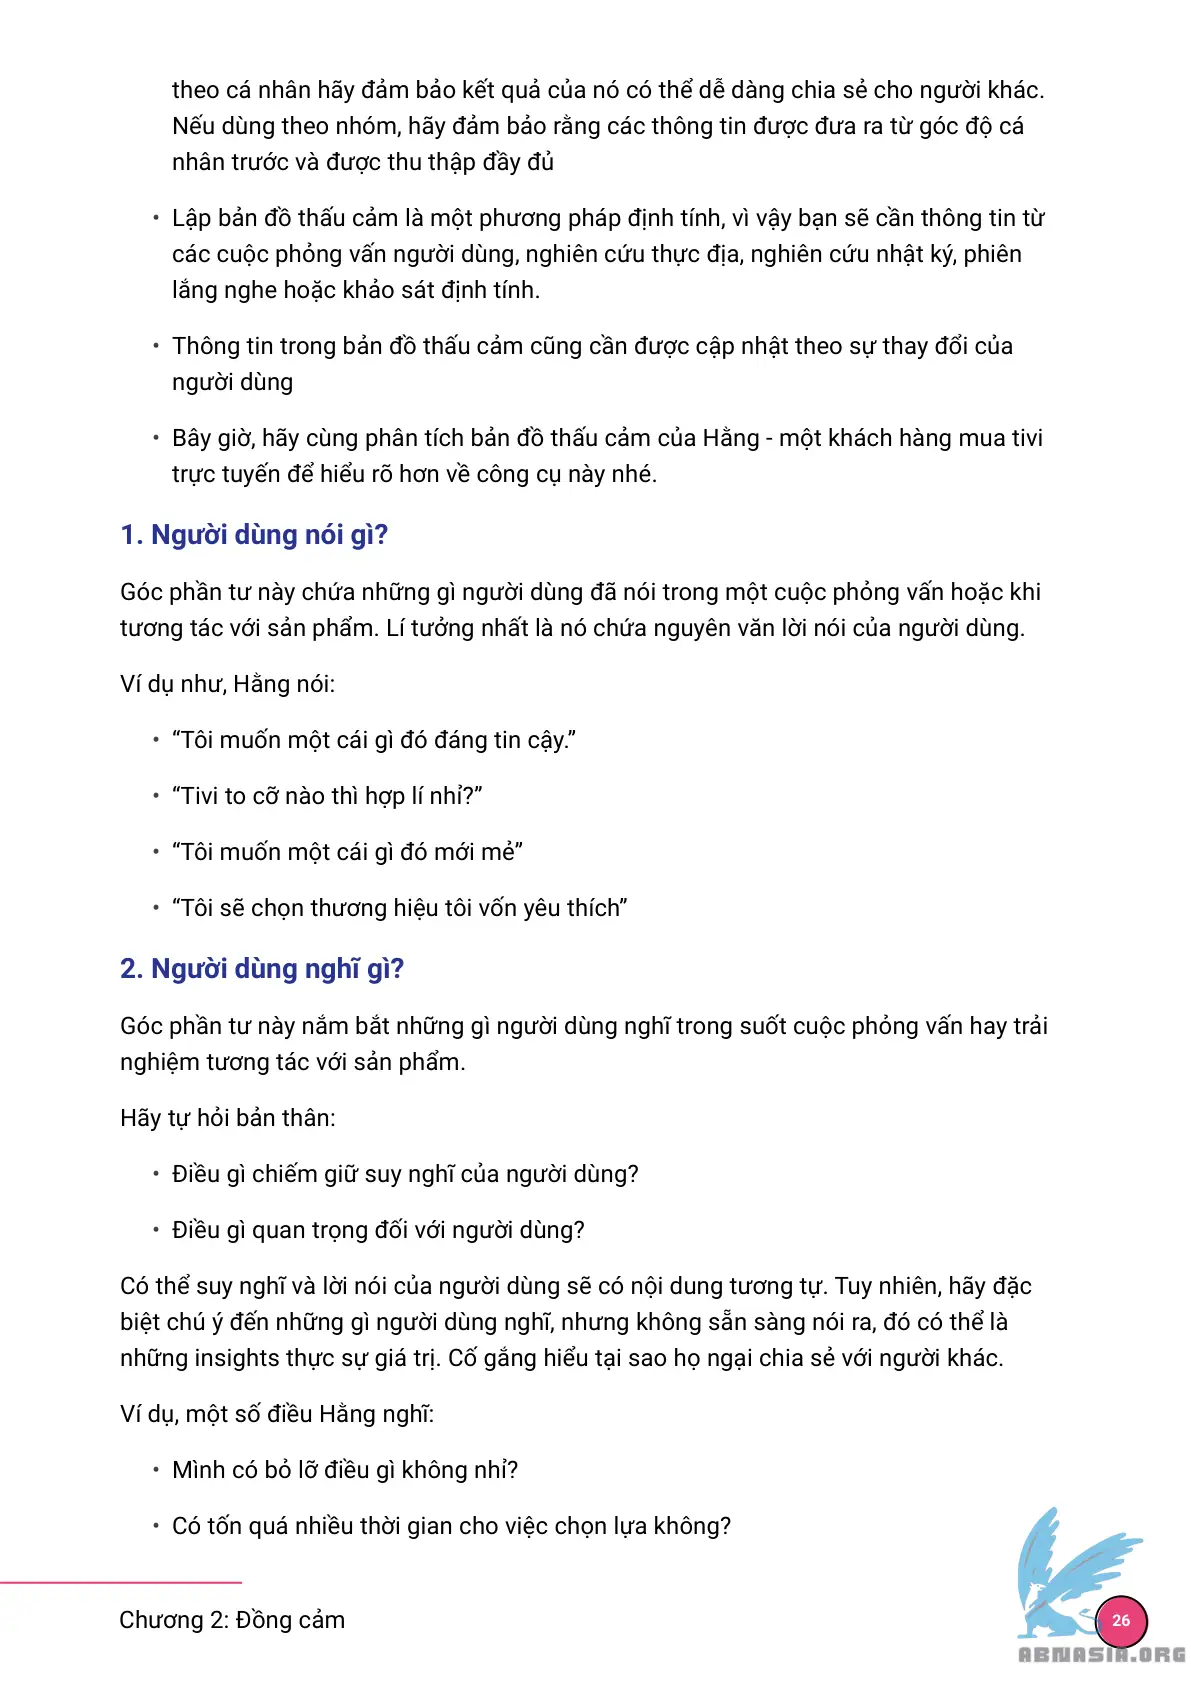 theo cá nhân hãy đảm bảo kết quả của nó có thể dễ dàng chia sẻ cho người khác.
Nếu dùng theo nhóm, hãy đảm bảo rằng các thông tin được đưa ra từ góc độ cá
nhân trước và được thu thập đầy đủ
• Lập bản đồ thấu cảm là một phương pháp định tính, vì vậy bạn sẽ cần thông tin từ
các cuộc phỏng vấn người dùng, nghiên cứu thực địa, nghiên cứu nhật ký, phiên
lắng nghe hoặc khảo sát định tính.
• Thông tin trong bản đồ thấu cảm cũng cần được cập nhật theo sự thay đổi của
người dùng
• Bây giờ, hãy cùng phân tích bản đồ thấu cảm của Hằng - một khách hàng mua tivi
trực tuyến để hiểu rõ hơn về công cụ này nhé.
1. Người dùng nói gì?
Góc phần tư này chứa những gì người dùng đã nói trong một cuộc phỏng vấn hoặc khi
tương tác với sản phẩm. Lí tưởng nhất là nó chứa nguyên văn lời nói của người dùng.
Ví dụ như, Hằng nói:
• “Tôi muốn một cái gì đó đáng tin cậy.”
• “Tivi to cỡ nào thì hợp lí nhỉ?”
• “Tôi muốn một cái gì đó mới mẻ”
• “Tôi sẽ chọn thương hiệu tôi vốn yêu thích”
2. Người dùng nghĩ gì?
Góc phần tư này nắm bắt những gì người dùng nghĩ trong suốt cuộc phỏng vấn hay trải
nghiệm tương tác với sản phẩm.
Hãy tự hỏi bản thân:
• Điều gì chiếm giữ suy nghĩ của người dùng?
• Điều gì quan trọng đối với người dùng?
Có thể suy nghĩ và lời nói của người dùng sẽ có nội dung tương tự. Tuy nhiên, hãy đặc
biệt chú ý đến những gì người dùng nghĩ, nhưng không sẵn sàng nói ra, đó có thể là
những insights thực sự giá trị. Cố gắng hiểu tại sao họ ngại chia sẻ với người khác.
Ví dụ, một số điều Hằng nghĩ:
• Mình có bỏ lỡ điều gì không nhỉ?
• Có tốn quá nhiều thời gian cho việc chọn lựa không?
Chương 2: Đồng cảm
26
ABNASIA.ORG